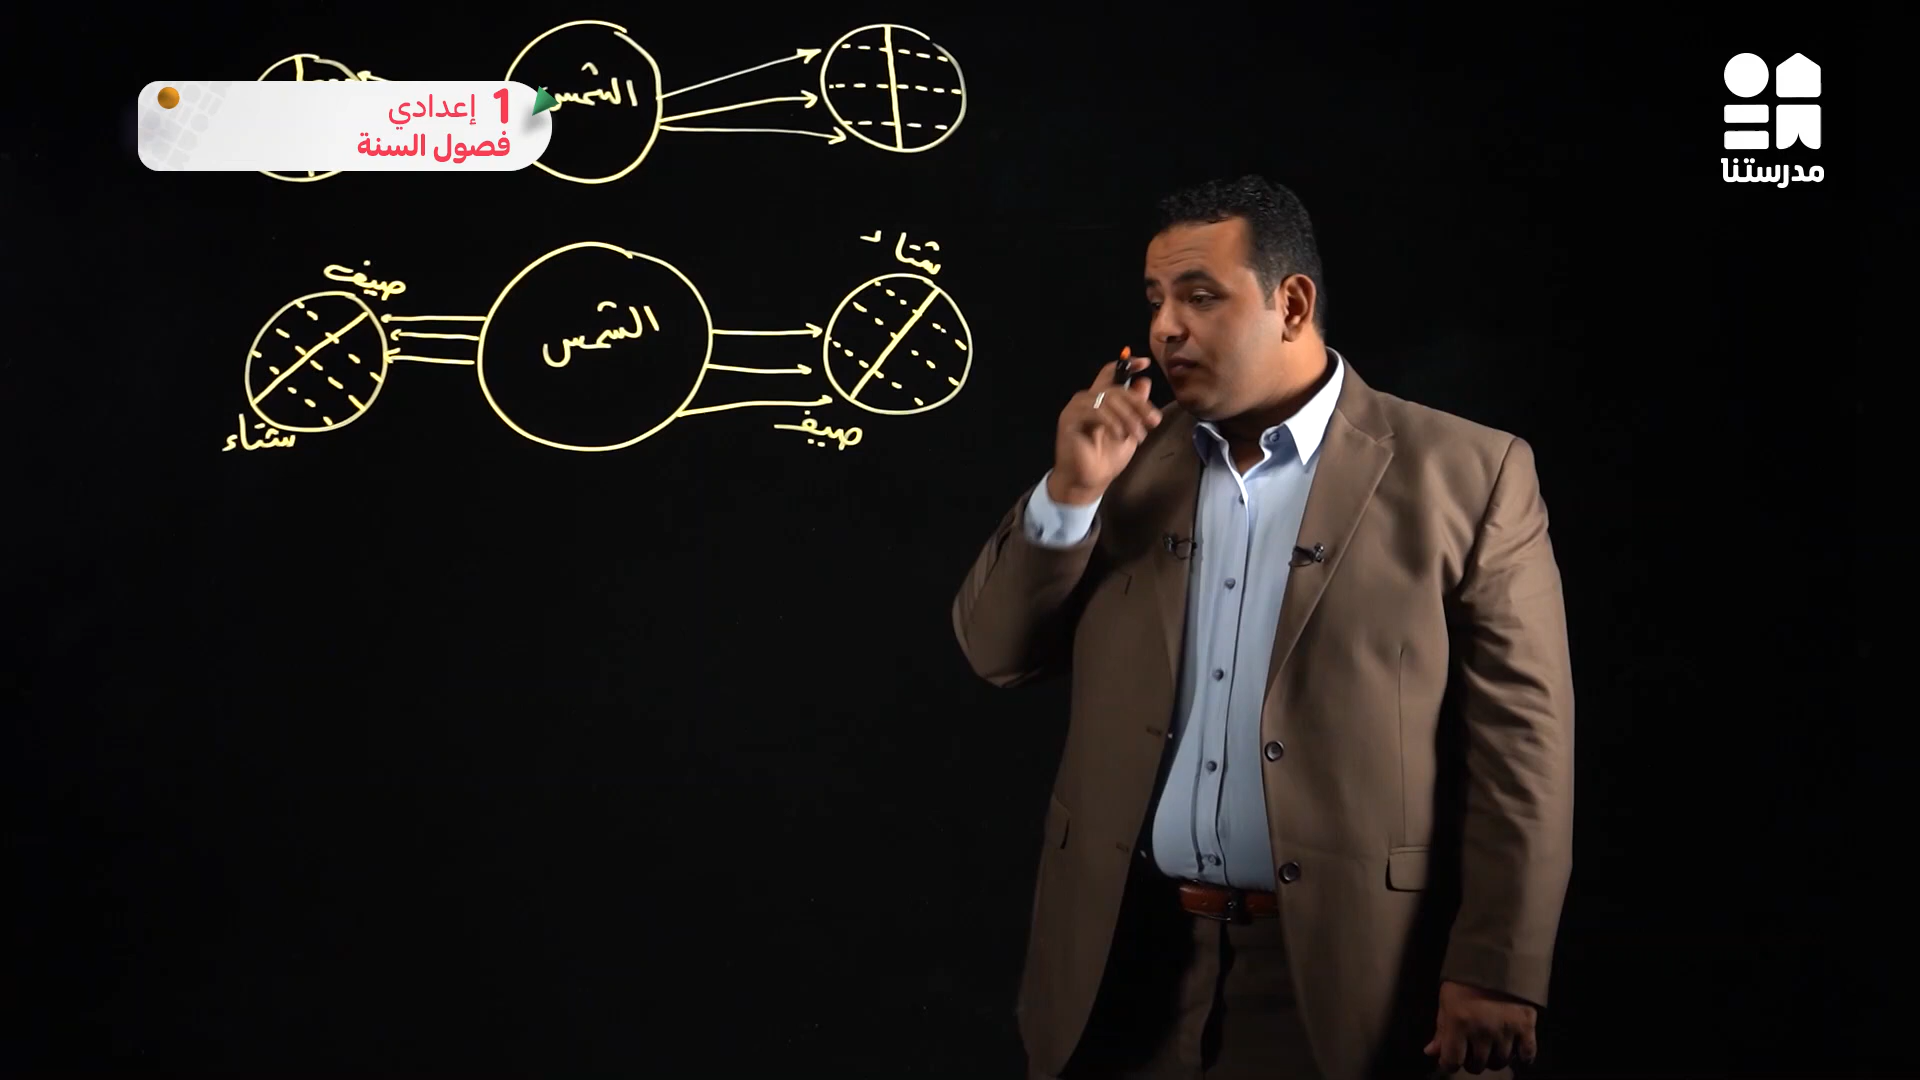 1 إعدادي
فصول السنة
مدرستنا
الشمس
شتاء
صيف
الشمس
صيف
شتاء